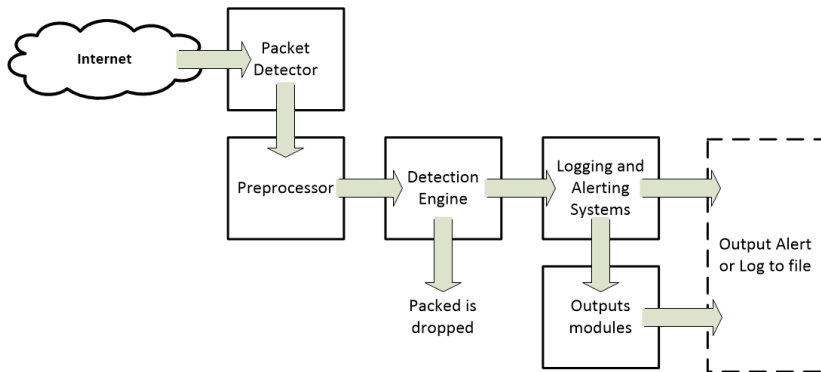 Internet
Packet
Detector
Preprocessor
Detection
Engine
Logging and
Alerting
Systems
Output Alert
or Log to file
Packed is
dropped
Outputs
modules